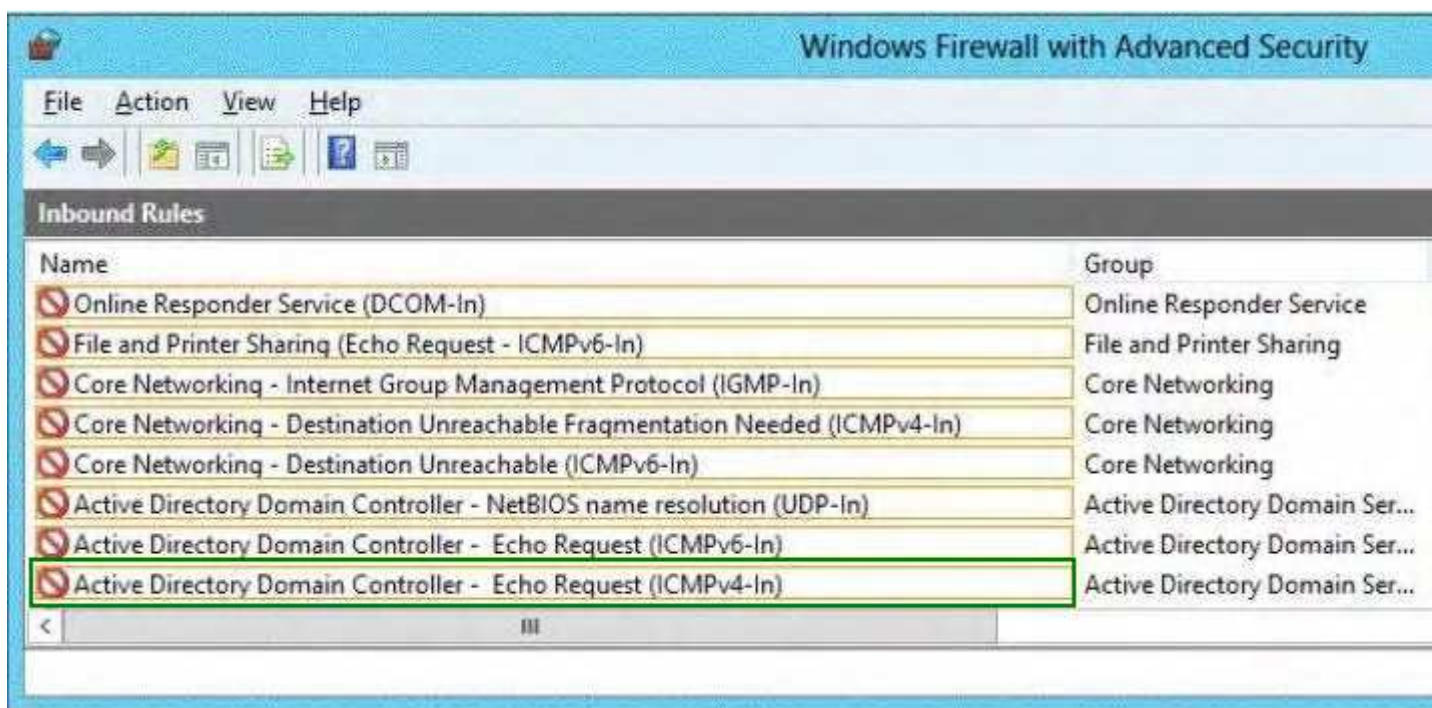 Windows Firewall with Advanced Security
File Action View Help
Inbound Rules
Name Group
Online Responder Service (DCOM-In) Online Responder Service
File and Printer Sharing (Echo Request - ICMPv6-In) File and Printer Sharing
Core Networking - Internet Group Management Protocol (IGMP-In) Core Networking
Core Networking - Destination Unreachable Fragmentation Needed (ICMPv4-In) Core Networking
Core Networking - Destination Unreachable (ICMPv6-In) Core Networking
Active Directory Domain Controller - NetBIOS name resolution (UDP-In) Active Directory Domain Ser...
Active Directory Domain Controller - Echo Request (ICMPv6-In) Active Directory Domain Ser...
Active Directory Domain Controller - Echo Request (ICMPv4-In) Active Directory Domain Ser...